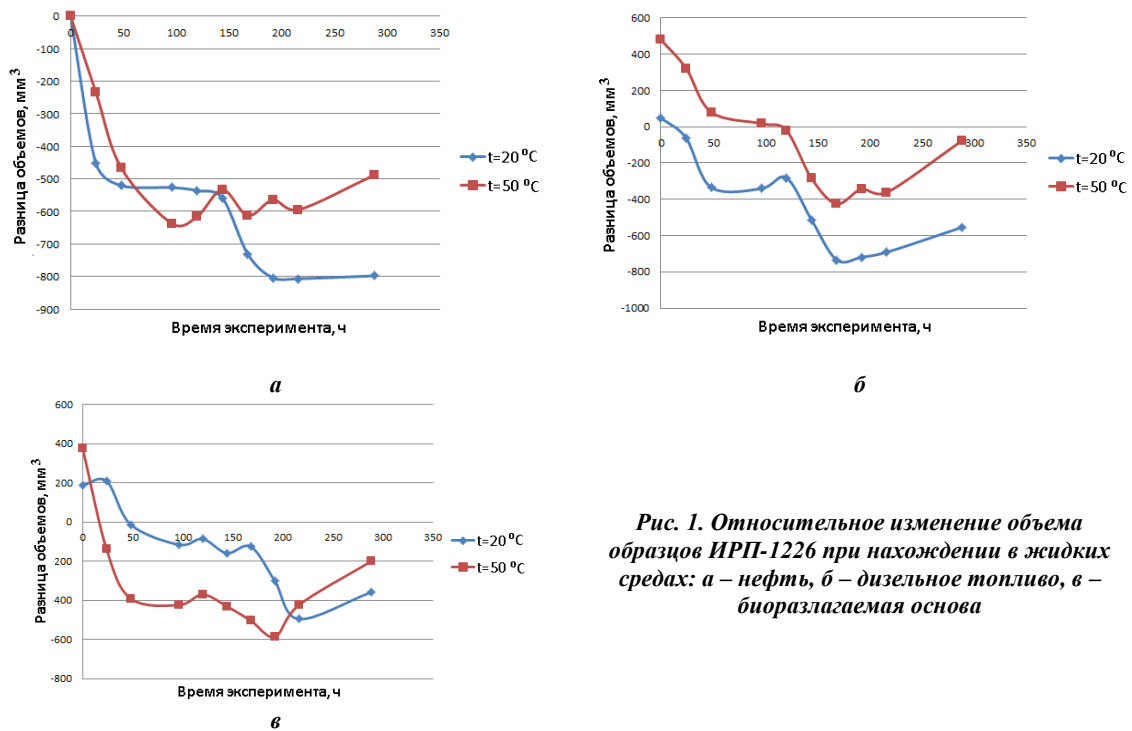 0
-100
-200
-300
-400
-500
-600
-700
-800
-900
0 50 100 150 200 250 300 350
Разница объемов, мм³
Время эксперимента, ч
t=20 ⁰C
t=50 ⁰C
а
600
400
200
0
-200
-400
-600
-800
-1000
0 50 100 150 200 250 300 350
Разница объемов, мм³
Время эксперимента, ч
t=20 ⁰C
t=50 ⁰C
б
600
400
200
0
200
400
-600
-800
0 50 100 150 200 250 300 350
Разница объемов, мм³
Время эксперимента, ч
t=20 ⁰C
t=50 ⁰C
в
Рис. 1. Относительное изменение объема
образцов ИРП-1226 при нахождении в жидких
средах: а – нефть, б – дизельное топливо, в –
биоразлагаемая основа